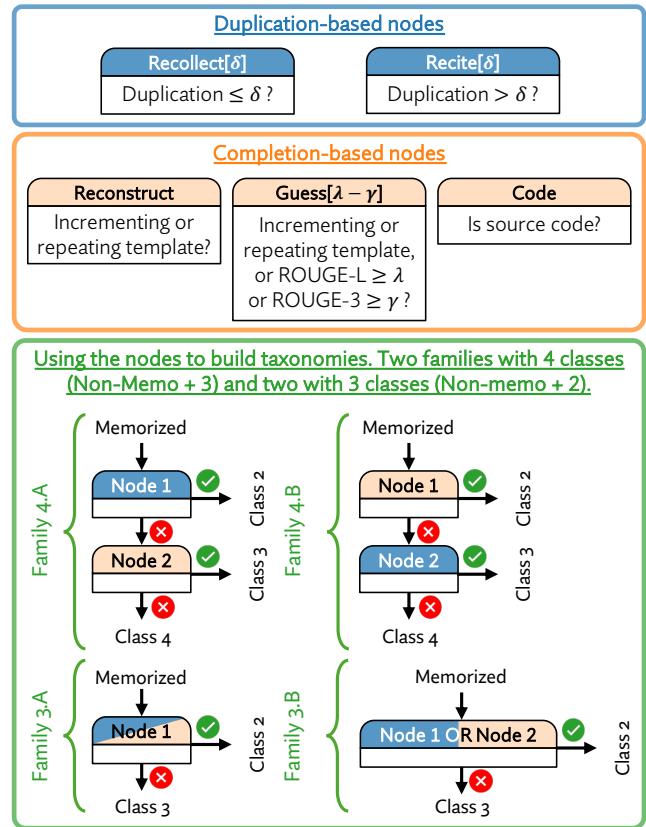 Duplication-based nodes
Recollect[δ]
Duplication ≤ δ ?
Recite[δ]
Duplication > δ ?
Completion-based nodes
Reconstruct
Incrementing or
repeating template?
Guess[λ − γ]
Incrementing or
repeating template,
or ROUGE-L ≥ λ
or ROUGE-3 ≥ γ ?
Code
Is source code?
Using the nodes to build taxonomies. Two families with 4 classes
(Non-Memo + 3) and two with 3 classes (Non-memo + 2).
Family 4.A
Memorized
Node 1
Class 2
Node 2
Class 3
Class 4
Family 4.B
Memorized
Node 1
Class 2
Node 2
Class 3
Class 4
Family 3.A
Memorized
Node 1
Class 2
Class 3
Family 3.B
Memorized
Node 1 OR Node 2
Class 2
Class 3